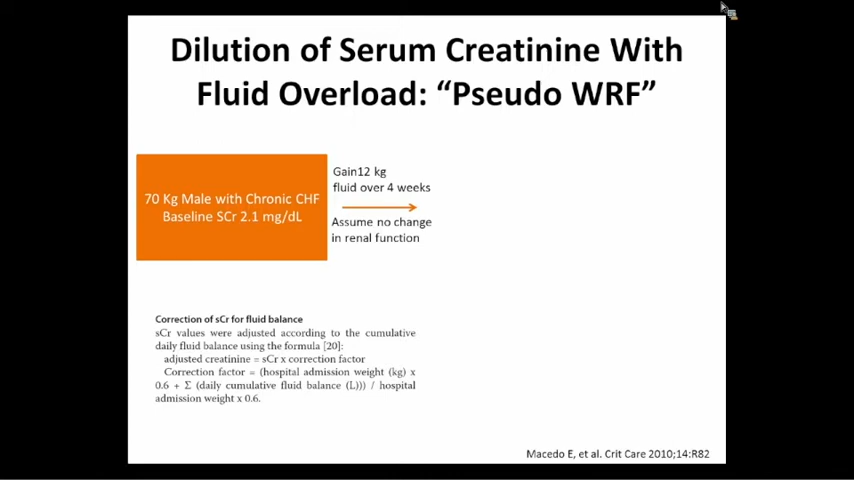 Dilution of Serum Creatinine With
Fluid Overload: “Pseudo WRF”
70 Kg Male with Chronic CHF
Baseline SCr 2.1 mg/dL
Gain12 kg
fluid over 4 weeks
Assume no change
in renal function
Correction of sCr for fluid balance
sCr values were adjusted according to the cumulative
daily fluid balance using the formula [20]:
adjusted creatinine = sCr x correction factor
Correction factor = (hospital admission weight (kg) x
0.6 + Σ (daily cumulative fluid balance (L))) / hospital
admission weight x 0.6.
Macedo E, et al. Crit Care 2010;14:R82